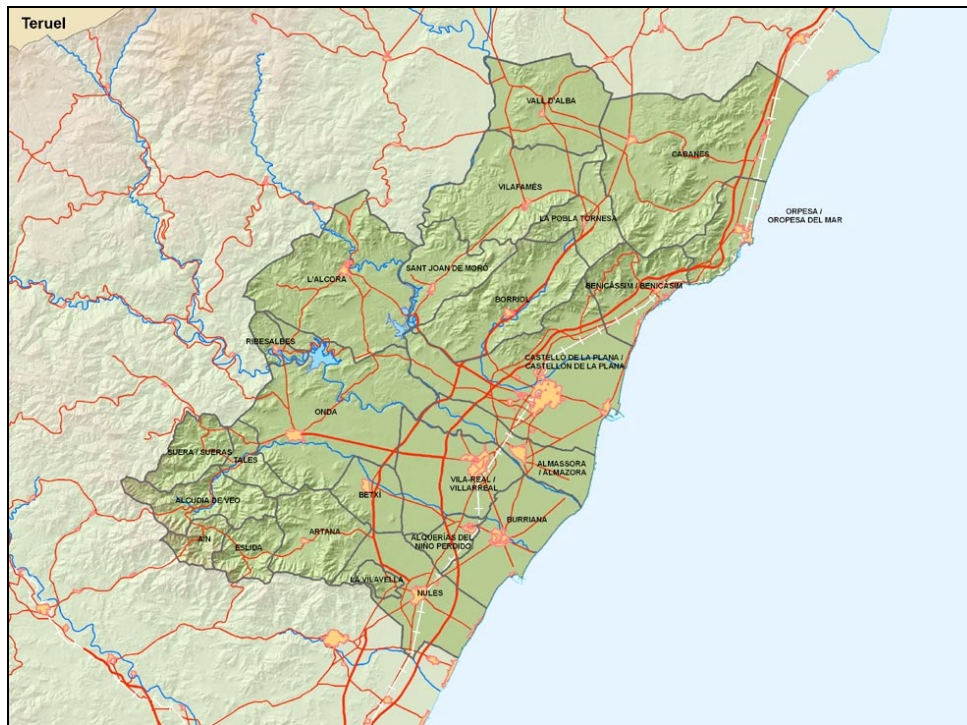 Teruel
VALL D'ALBA
CABANES
VILAFAMÉS
ORPESA /
OROPESA DEL MAR
LA POBLA TORNESA
SANT JOAN DE MORÓ
L'ALCORA
BENICÀSSIM / BENICASIM
BORRIOL
RIBESALBES
CASTELLÓ DE LA PLANA /
CASTELLÓN DE LA PLANA
ONDA
SUERA / SUERAS
TALES
ALMASSORA
/ ALMAZORA
VILA-REAL /
VILLARREAL
BETXÍ
ALCUDIA DE VEO
BURRIANA
ARTANA
AÍN
ALQUERÍAS DEL
NIÑO PERDIDO
ESLIDA
LA VILAVELLA
NULES